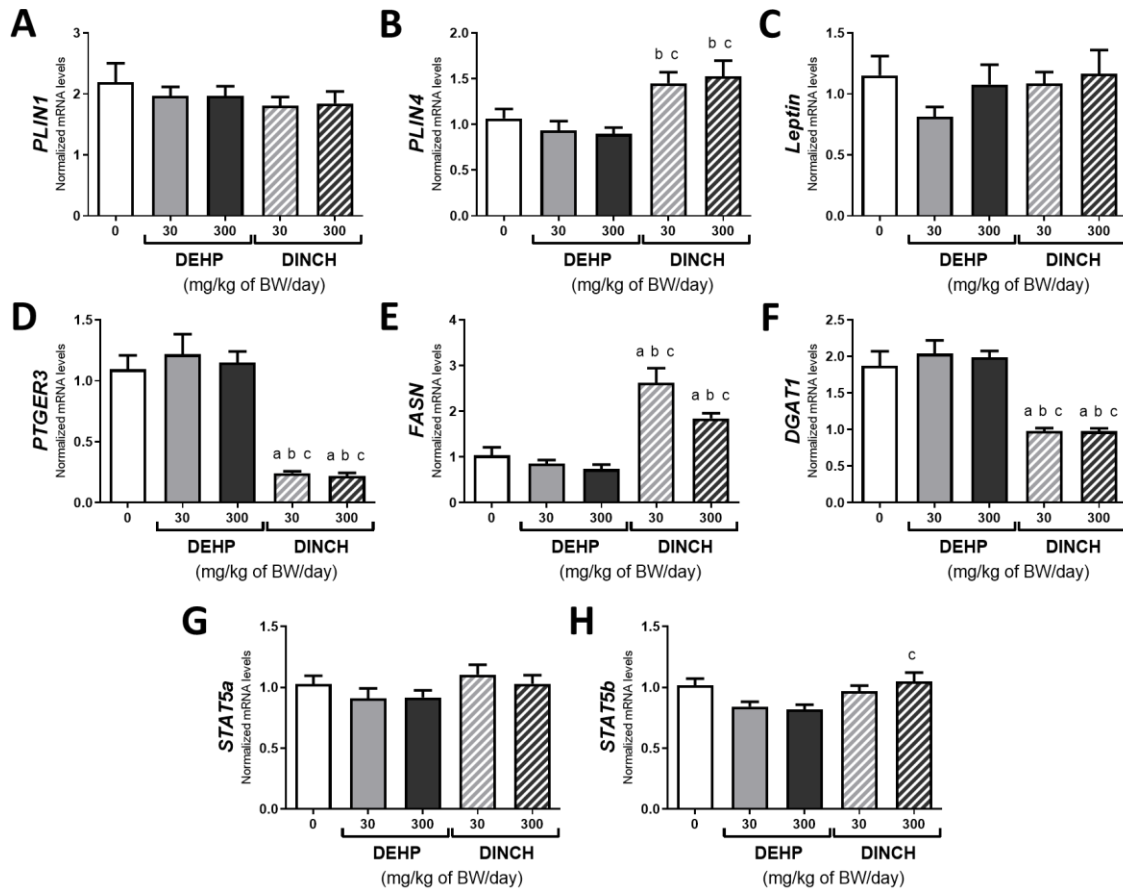 A
PLIN1
Normalized mRNA levels
3
2
1
0
0 30 300 30 300
DEHP DINCH
(mg/kg of BW/day)
B
PLIN4
Normalized mRNA levels
2.0
1.5
1.0
0.5
0.0
b c b c
0 30 300 30 300
DEHP DINCH
(mg/kg of BW/day)
C
Leptin
Normalized mRNA levels
1.5
1.0
0.5
0.0
0 30 300 30 300
DEHP DINCH
(mg/kg of BW/day)
D
PTGER3
Normalized mRNA levels
1.5
1.0
0.5
0.0
a b c a b c
0 30 300 30 300
DEHP DINCH
(mg/kg of BW/day)
E
FASN
Normalized mRNA levels
4
3
2
1
0
a b c a b c
0 30 300 30 300
DEHP DINCH
(mg/kg of BW/day)
F
DGAT1
Normalized mRNA levels
2.5
2.0
1.5
1.0
0.5
0.0
a b c a b c
0 30 300 30 300
DEHP DINCH
(mg/kg of BW/day)
G
STAT5a
Normalized mRNA levels
1.5
1.0
0.5
0.0
0 30 300 30 300
DEHP DINCH
(mg/kg of BW/day)
H
STAT5b
Normalized mRNA levels
1.5
1.0
0.5
0.0
c
0 30 300 30 300
DEHP DINCH
(mg/kg of BW/day)